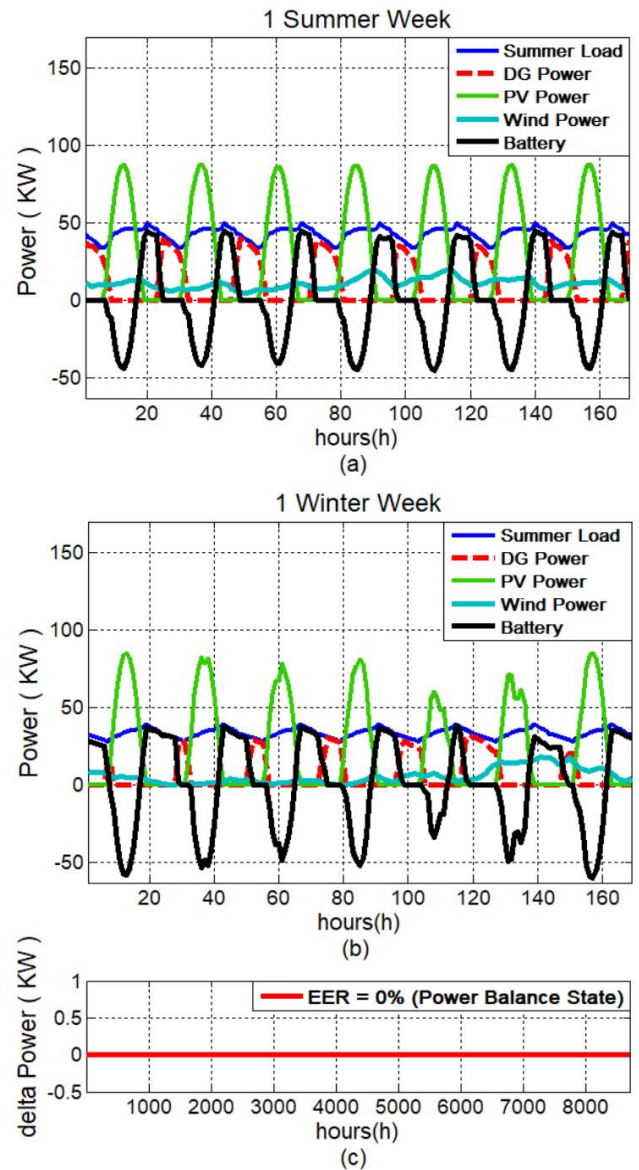 1 Summer Week
Power ( KW )
150
100
50
0
-50
Summer Load
DG Power
PV Power
Wind Power
Battery
20 40 60 80 100 120 140 160
hours(h)
(a)
1 Winter Week
Power ( KW )
150
100
50
0
-50
Summer Load
DG Power
PV Power
Wind Power
Battery
20 40 60 80 100 120 140 160
hours(h)
(b)
delta Power ( KW )
1
0.5
0
-0.5
EER = 0% (Power Balance State)
1000 2000 3000 4000 5000 6000 7000 8000
hours(h)
(c)